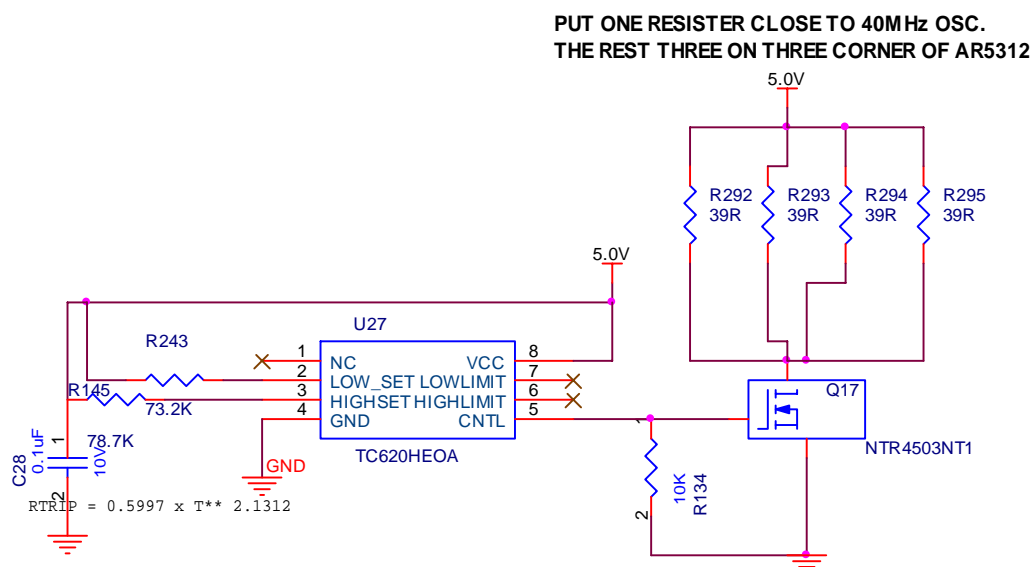 PUT ONE RESISTER CLOSE TO 40MHz OSC.
THE REST THREE ON THREE CORNER OF AR5312
5.0V
R292
39R
R293
39R
R294
39R
R295
39R
5.0V
U27
R243
1
NC
VCC
8
2
LOW_SET
LOWLIMIT
7
R145
3
HIGHSET
HIGHLIMIT
6
73.2K
4
GND
CNTL
5
Q17
1
78.7K
TC620HEOA
1
NTR4503NT1
C28
0.1uF
10V
GND
10K
R134
2
2
RTRIP = 0.5997 x T** 2.1312